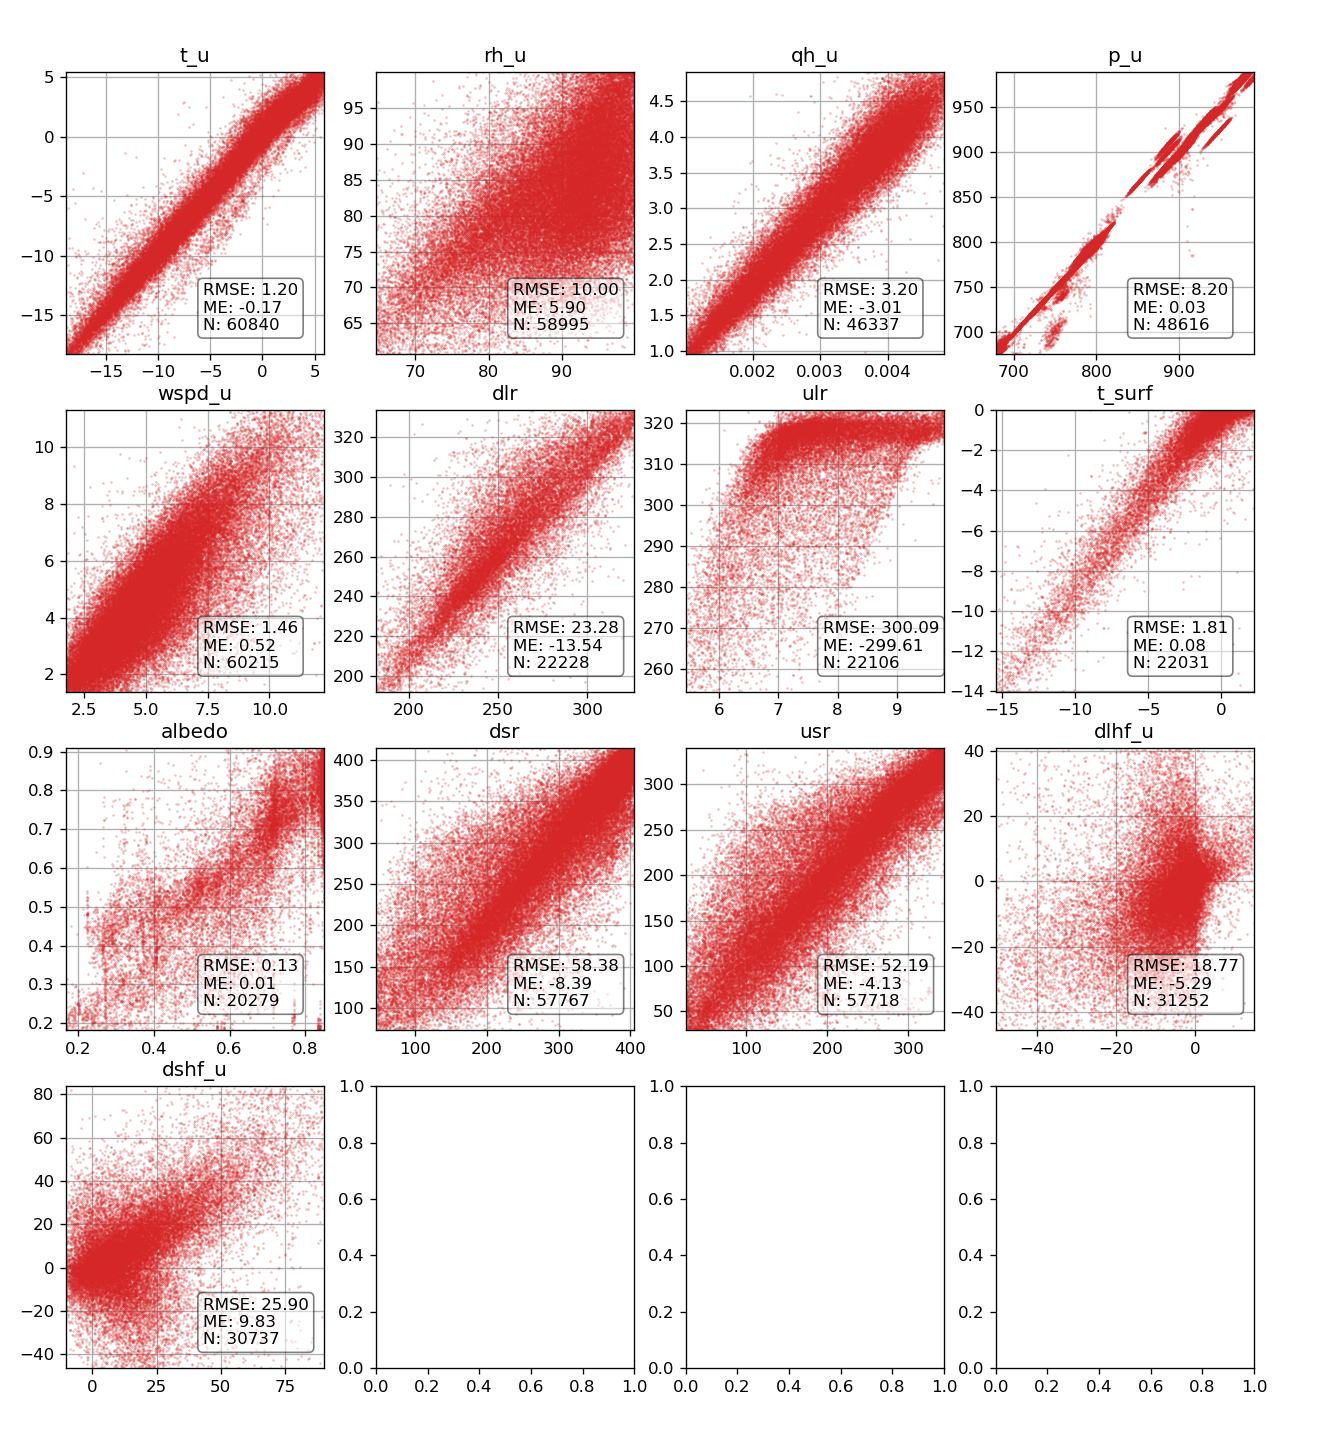 t_u
rh_u
qh_u
p_u
5
0
−5
−10
−15
95
90
85
80
75
70
65
4.5
4.0
3.5
3.0
2.5
2.0
1.5
1.0
950
900
850
800
750
700
RMSE: 1.20
ME: -0.17
N: 60840
RMSE: 10.00
ME: 5.90
N: 58995
RMSE: 3.20
ME: -3.01
N: 46337
RMSE: 8.20
ME: 0.03
N: 48616
−15 −10 −5 0 5
70 80 90
0.002 0.003 0.004
700 800 900
wspd_u
dlr
ulr
t_surf
10
8
6
4
2
320
300
280
260
240
220
200
320
310
300
290
280
270
260
0
−2
−4
−6
−8
−10
−12
−14
RMSE: 1.46
ME: 0.52
N: 60215
RMSE: 23.28
ME: -13.54
N: 22228
RMSE: 300.09
ME: -299.61
N: 22106
RMSE: 1.81
ME: 0.08
N: 22031
2.5 5.0 7.5 10.0
200 250 300
6 7 8 9
−15 −10 −5 0
albedo
dsr
usr
dlhf_u
0.9
0.8
0.7
0.6
0.5
0.4
0.3
0.2
400
350
300
250
200
150
100
300
250
200
150
100
50
40
20
0
−20
−40
RMSE: 0.13
ME: 0.01
N: 20279
RMSE: 58.38
ME: -8.39
N: 57767
RMSE: 52.19
ME: -4.13
N: 57718
RMSE: 18.77
ME: -5.29
N: 31252
0.2 0.4 0.6 0.8
100 200 300 400
100 200 300
−40 −20 0
dshf_u
80
60
40
20
0
−20
−40
RMSE: 25.90
ME: 9.83
N: 30737
0 25 50 75
1.0
0.8
0.6
0.4
0.2
0.0
0.0 0.2 0.4 0.6 0.8 1.0
1.0
0.8
0.6
0.4
0.2
0.0
0.0 0.2 0.4 0.6 0.8 1.0
1.0
0.8
0.6
0.4
0.2
0.0
0.0 0.2 0.4 0.6 0.8 1.0